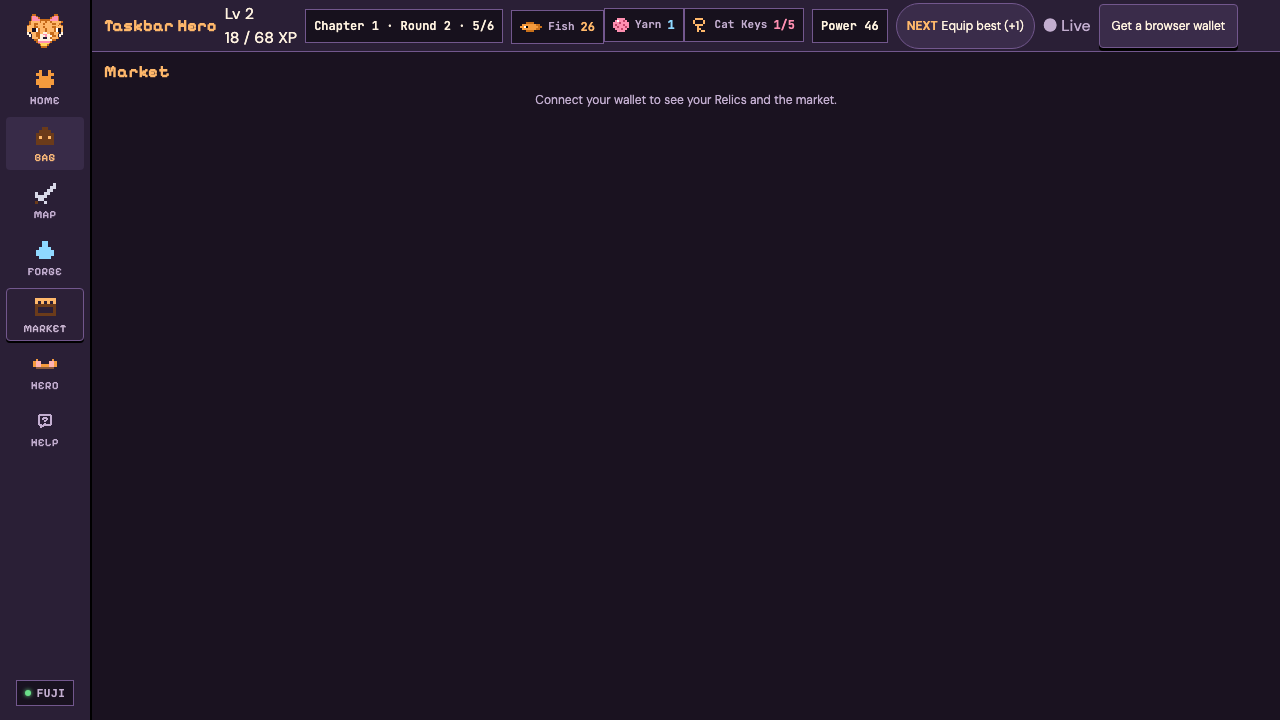 Taskbar Hero
Lv 2
18 / 68 XP
Chapter 1 · Round 2 · 5/6
Fish 26
Yarn 1
Cat Keys 1/5
Power 46
NEXT Equip best (+1)
Live
Get a browser wallet
HOME
BAG
MAP
FORGE
MARKET
HERO
HELP
FUJI
Market
Connect your wallet to see your Relics and the market.